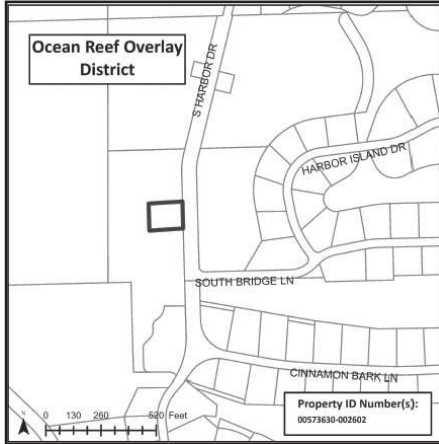 Ocean Reef Overlay
District
S HARBOR DR
HARBOR ISLAND DR
SOUTH BRIDGE LN
CINNAMON BARK LN
0 130 260 520 Feet
Property ID Number(s):
00573630-002602